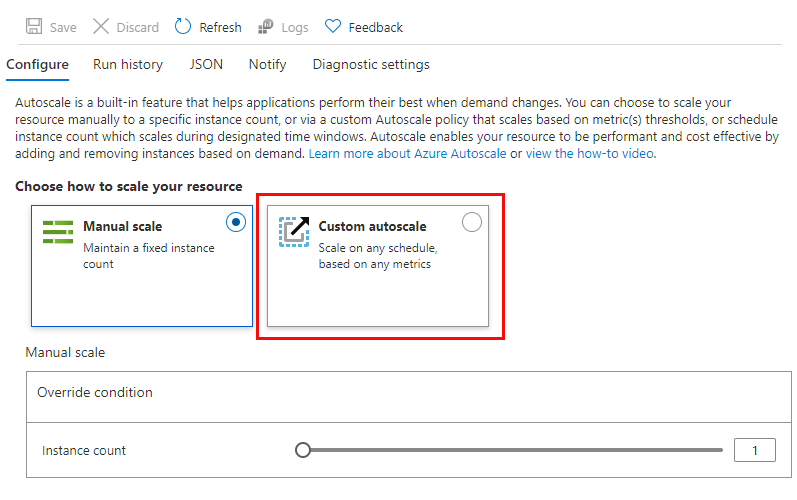 Save Discard Refresh Logs Feedback
Configure Run history JSON Notify Diagnostic settings
Autoscale is a built-in feature that helps applications perform their best when demand changes. You can choose to scale your
resource manually to a specific instance count, or via a custom Autoscale policy that scales based on metric(s) thresholds, or schedule
instance count which scales during designated time windows. Autoscale enables your resource to be performant and cost effective by
adding and removing instances based on demand. Learn more about Azure Autoscale or view the how-to video.
Choose how to scale your resource
Manual scale
Maintain a fixed instance
count
Custom autoscale
Scale on any schedule,
based on any metrics
Manual scale
Override condition
Instance count 1